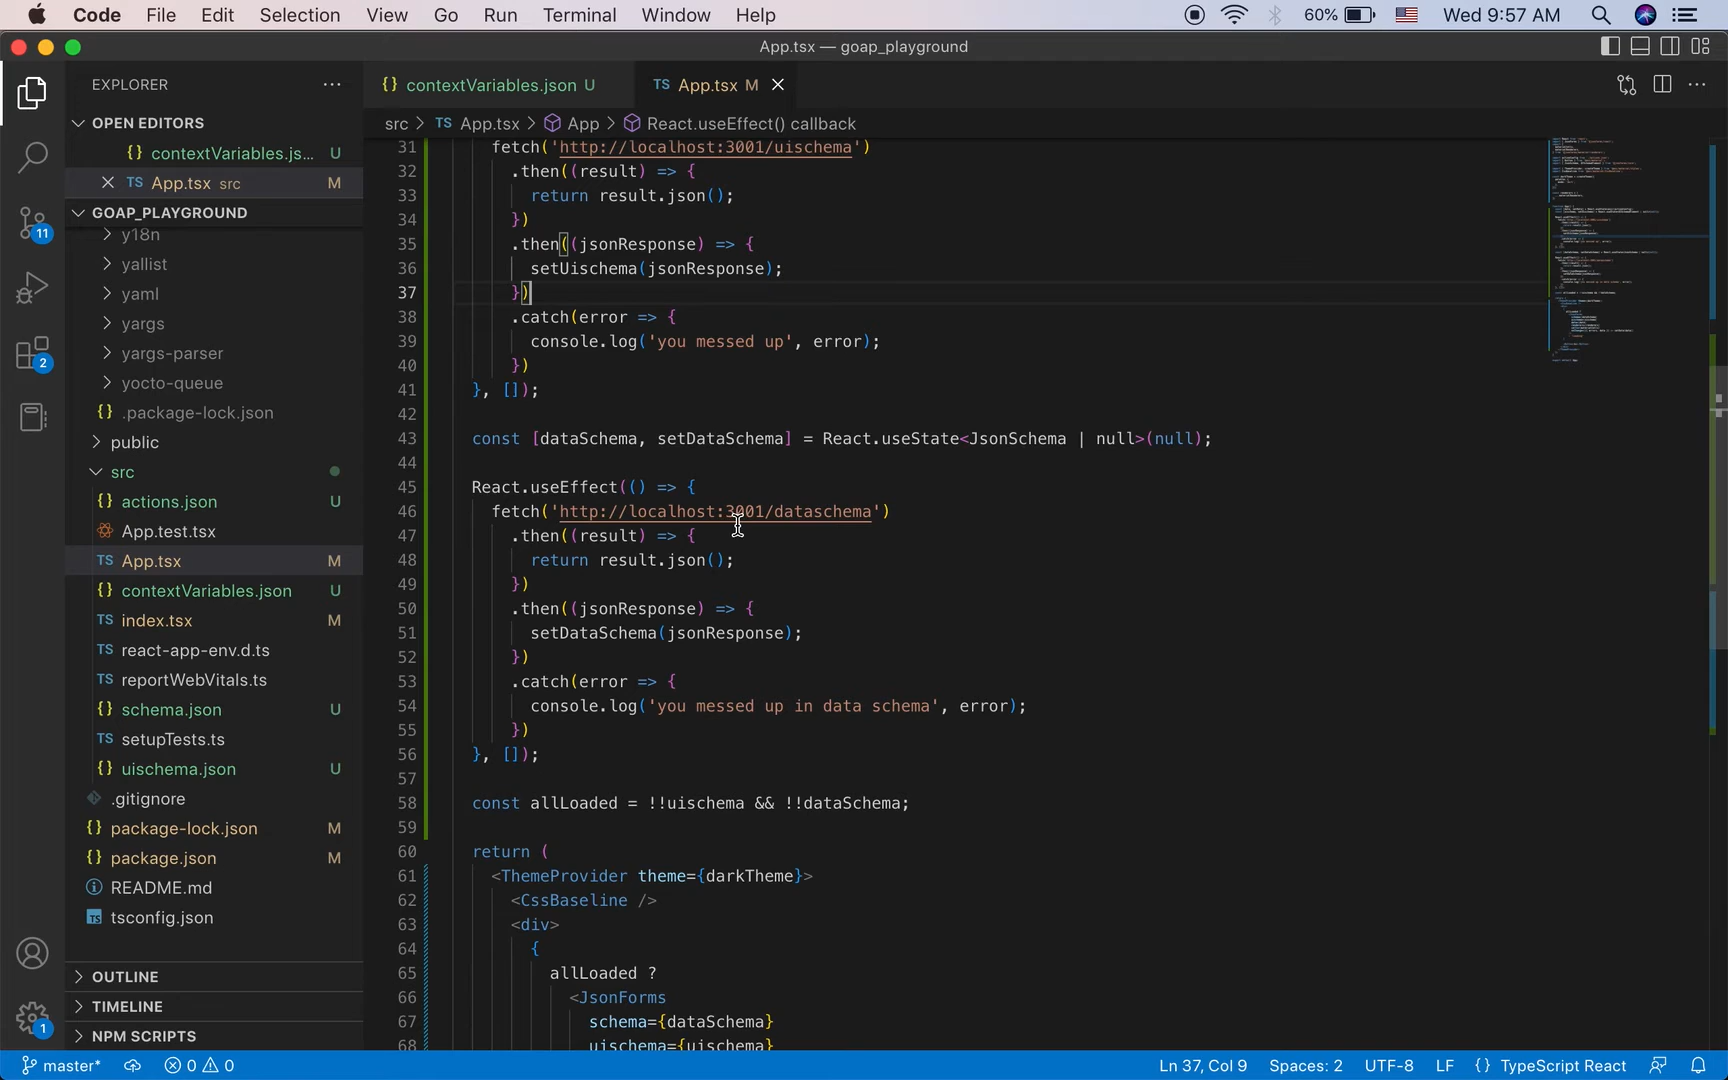 Code File Edit Selection View Go Run Terminal Window Help 60% Wed 9:57 AM
App.tsx — goap_playground
EXPLORER
{} contextVariables.json U
TS App.tsx M
OPEN EDITORS
src > TS App.tsx > App > React.useEffect() callback
{} contextVariables.js... U
TS App.tsx src M
GOAP_PLAYGROUND
y18n
yallist
yaml
yargs
yargs-parser
yocto-queue
{} .package-lock.json
public
src
{} actions.json U
App.test.tsx
TS App.tsx M
{} contextVariables.json U
TS index.tsx M
TS react-app-env.d.ts
TS reportWebVitals.ts
{} schema.json U
TS setupTests.ts
{} uischema.json U
.gitignore
{} package-lock.json M
{} package.json M
README.md
tsconfig.json
OUTLINE
TIMELINE
NPM SCRIPTS
11
2
1
31 fetch('http://localhost:3001/uischema')
32 .then((result) => {
33 return result.json();
34 })
35 .then((jsonResponse) => {
36 setUischema(jsonResponse);
37 })
38 .catch(error => {
39 console.log('you messed up', error);
40 })
41 }, []);
42
43 const [dataSchema, setDataSchema] = React.useState<JsonSchema | null>(null);
44
45 React.useEffect(() => {
46 fetch('http://localhost:3001/dataschema')
47 .then((result) => {
48 return result.json();
49 })
50 .then((jsonResponse) => {
51 setDataSchema(jsonResponse);
52 })
53 .catch(error => {
54 console.log('you messed up in data schema', error);
55 })
56 }, []);
57
58 const allLoaded = !!uischema && !!dataSchema;
59
60 return (
61 <ThemeProvider theme={darkTheme}>
62 <CssBaseline />
63 <div>
64 {
65 allLoaded ?
66 <JsonForms
67 schema={dataSchema}
68 uischema={uischema}
master* 0 0 Ln 37, Col 9 Spaces: 2 UTF-8 LF {} TypeScript React